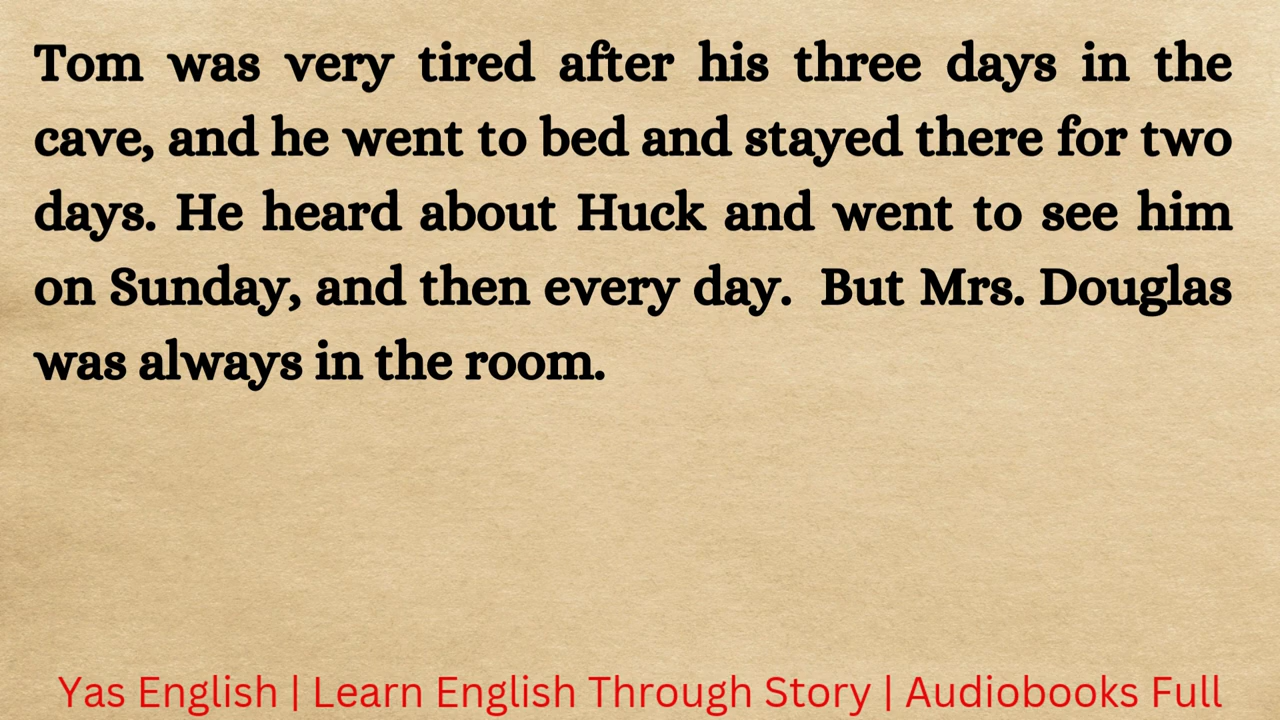 Tom was very tired after his three days in the
cave, and he went to bed and stayed there for two
days. He heard about Huck and went to see him
on Sunday, and then every day.  But Mrs. Douglas
was always in the room.
Yas English | Learn English Through Story | Audiobooks Full